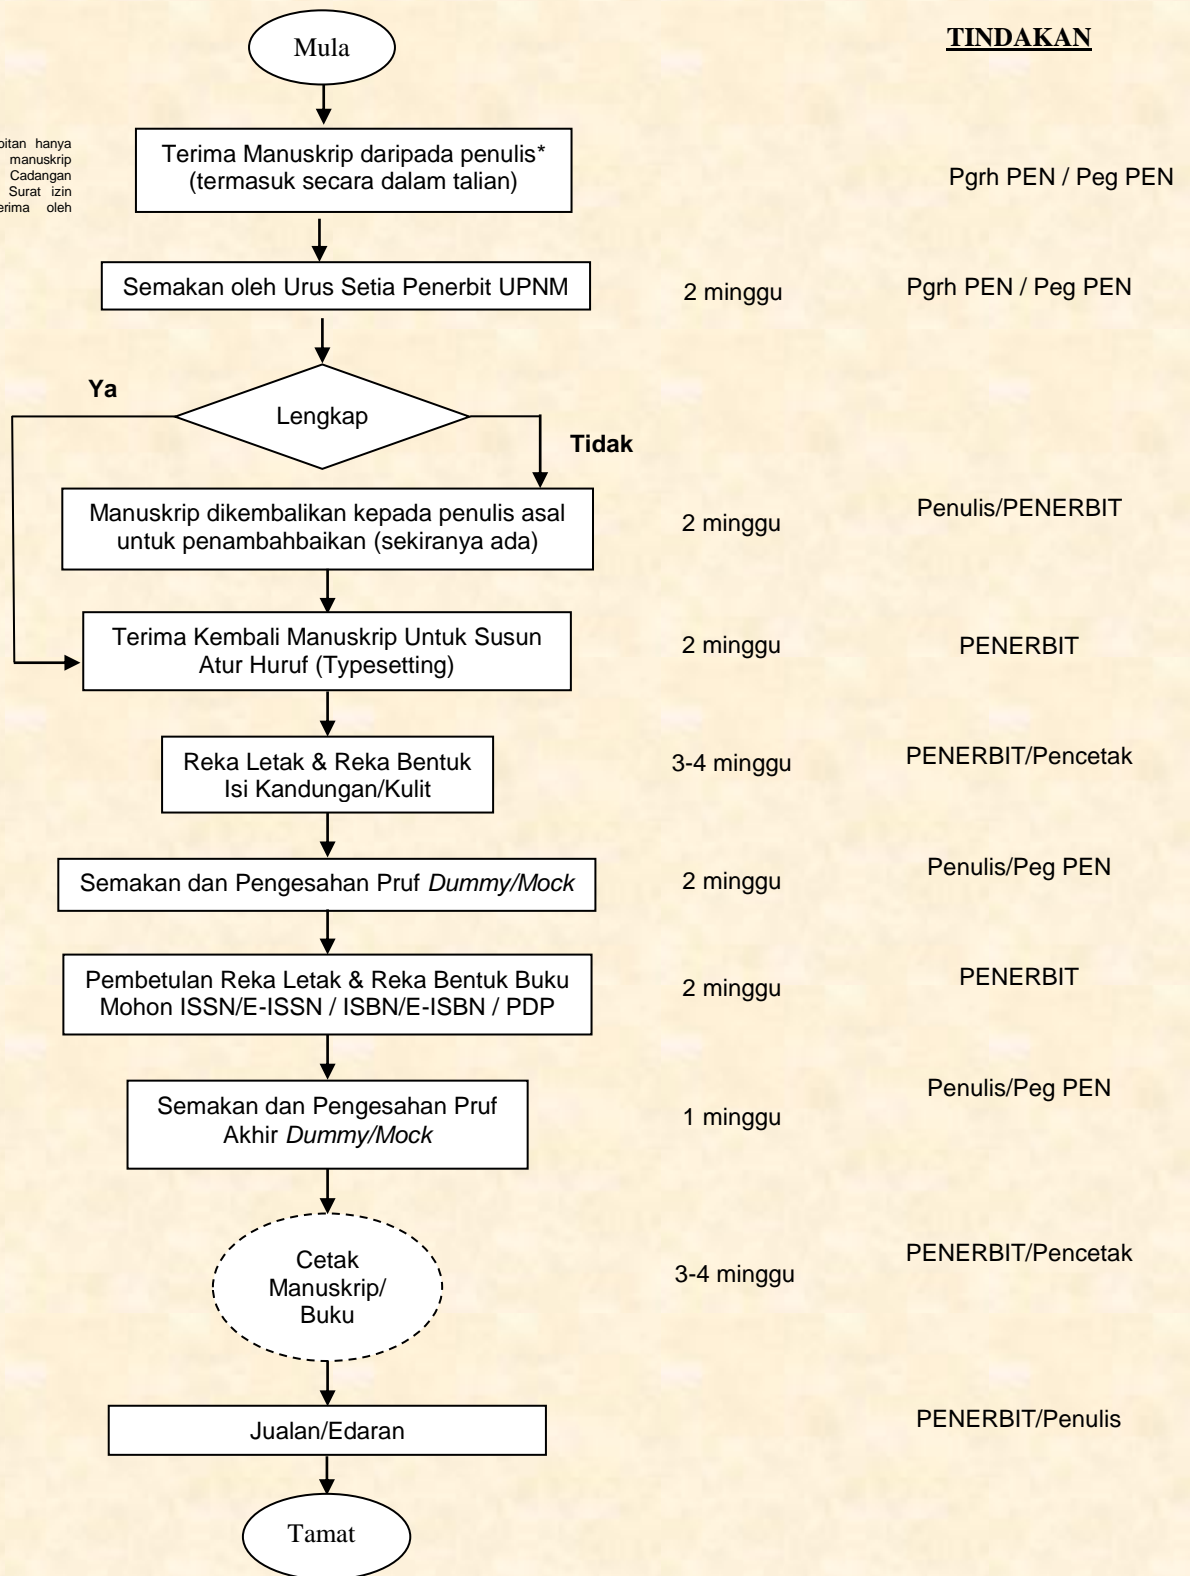 Mula
TINDAKAN
hanya
manuskrip
Cadangan
Surat izin
oleh
Terima Manuskrip daripada penulis*
(termasuk secara dalam talian)
Pgrh PEN / Peg PEN
Semakan oleh Urus Setia Penerbit UPNM
2 minggu
Pgrh PEN / Peg PEN
Ya
Lengkap
Tidak
Manuskrip dikembalikan kepada penulis asal
untuk penambahbaikan (sekiranya ada)
2 minggu
Penulis/PENERBIT
Terima Kembali Manuskrip Untuk Susun
Atur Huruf (Typesetting)
2 minggu
PENERBIT
Reka Letak & Reka Bentuk
Isi Kandungan/Kulit
3-4 minggu
PENERBIT/Pencetak
Semakan dan Pengesahan Pruf Dummy/Mock
2 minggu
Penulis/Peg PEN
Pembetulan Reka Letak & Reka Bentuk Buku
Mohon ISSN/E-ISSN / ISBN/E-ISBN / PDP
2 minggu
PENERBIT
Semakan dan Pengesahan Pruf
Akhir Dummy/Mock
1 minggu
Penulis/Peg PEN
Cetak
Manuskrip/
Buku
3-4 minggu
PENERBIT/Pencetak
Jualan/Edaran
PENERBIT/Penulis
Tamat